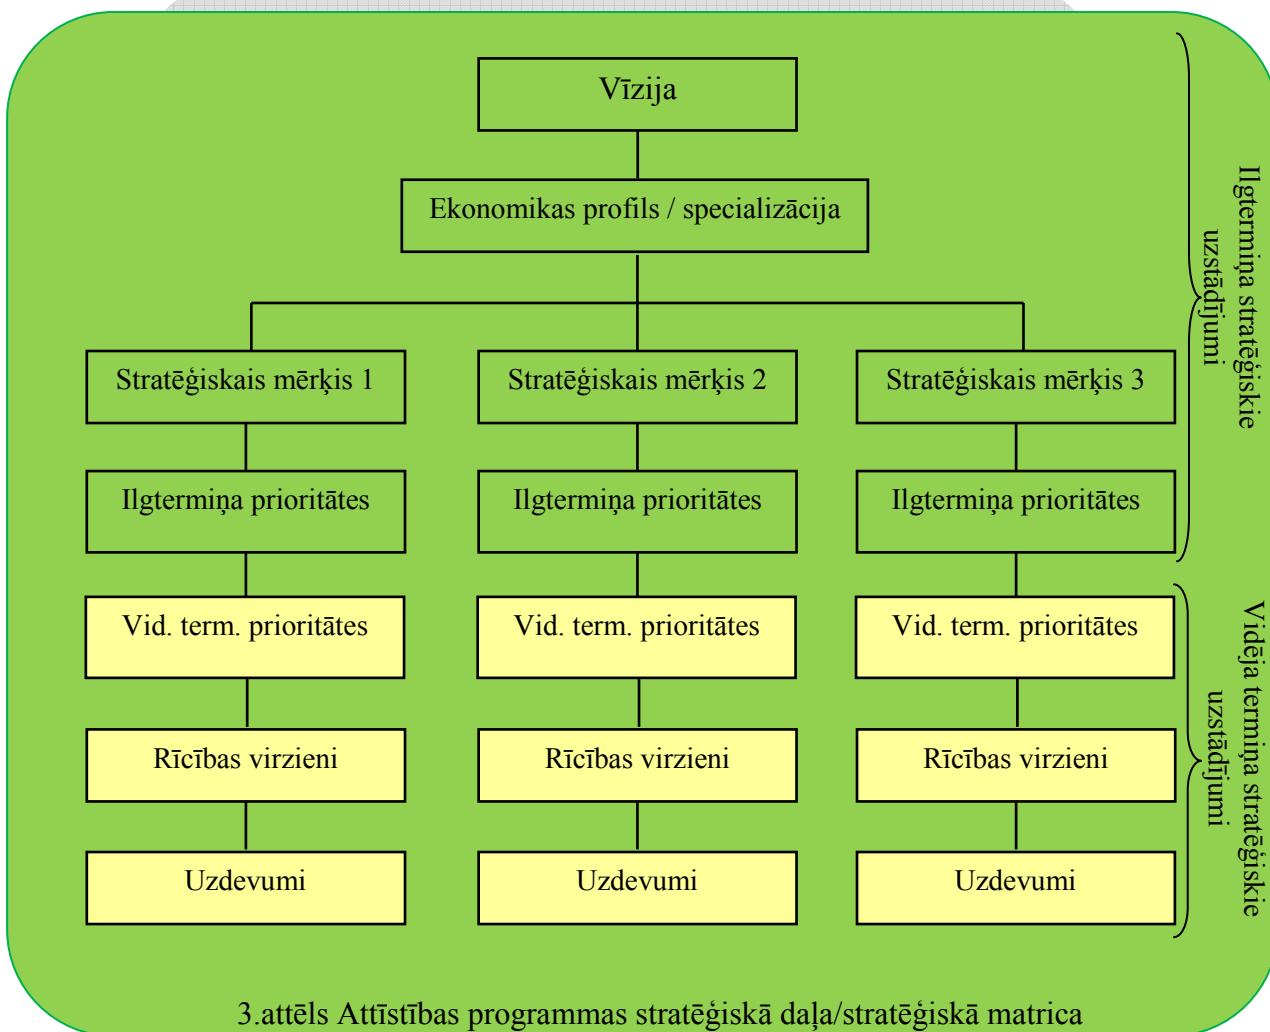 Vīzija
Ekonomikas profils / specializācija
Stratēģiskais mērķis 1
Stratēģiskais mērķis 2
Stratēģiskais mērķis 3
Ilgtermiņa prioritātes
Ilgtermiņa prioritātes
Ilgtermiņa prioritātes
Ilgtermiņa stratēģiskie
uzstādījumi
Vid. term. prioritātes
Vid. term. prioritātes
Vid. term. prioritātes
Rīcības virzieni
Rīcības virzieni
Rīcības virzieni
Uzdevumi
Uzdevumi
Uzdevumi
Vidēja termiņa stratēģiskie
uzstādījumi
3.attēls Attīstības programmas stratēģiskā daļa/stratēģiskā matrica